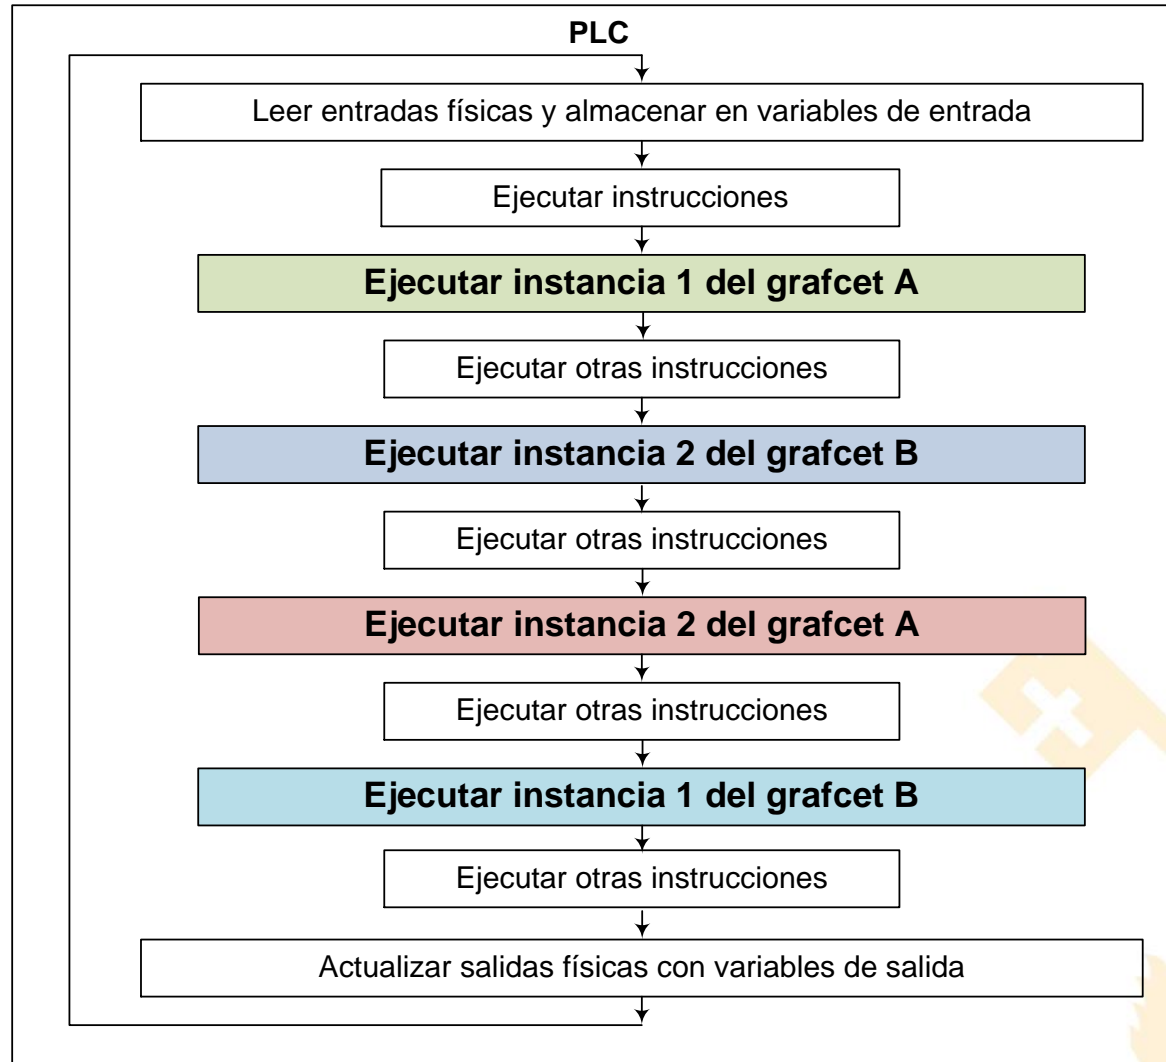 PLC
Leer entradas físicas y almacenar en variables de entrada
Ejecutar instrucciones
Ejecutar instancia 1 del grafcet A
Ejecutar otras instrucciones
Ejecutar instancia 2 del grafcet B
Ejecutar otras instrucciones
Ejecutar instancia 2 del grafcet A
Ejecutar otras instrucciones
Ejecutar instancia 1 del grafcet B
Ejecutar otras instrucciones
Actualizar salidas físicas con variables de salida